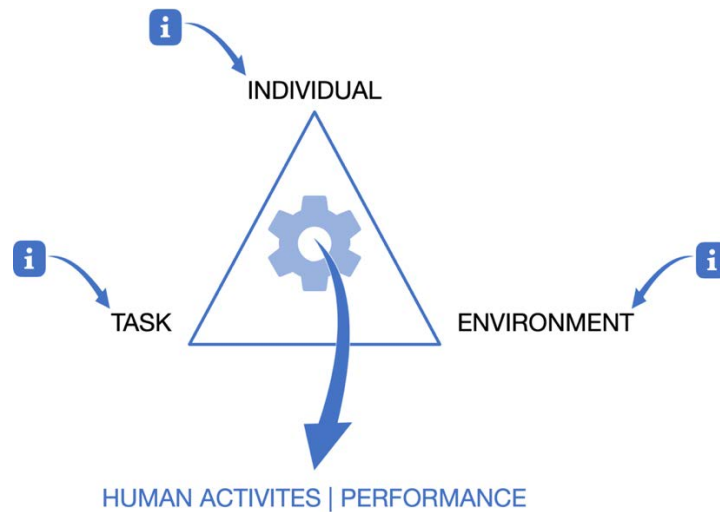 i
INDIVIDUAL
i
i
TASK
ENVIRONMENT
HUMAN ACTIVITES | PERFORMANCE